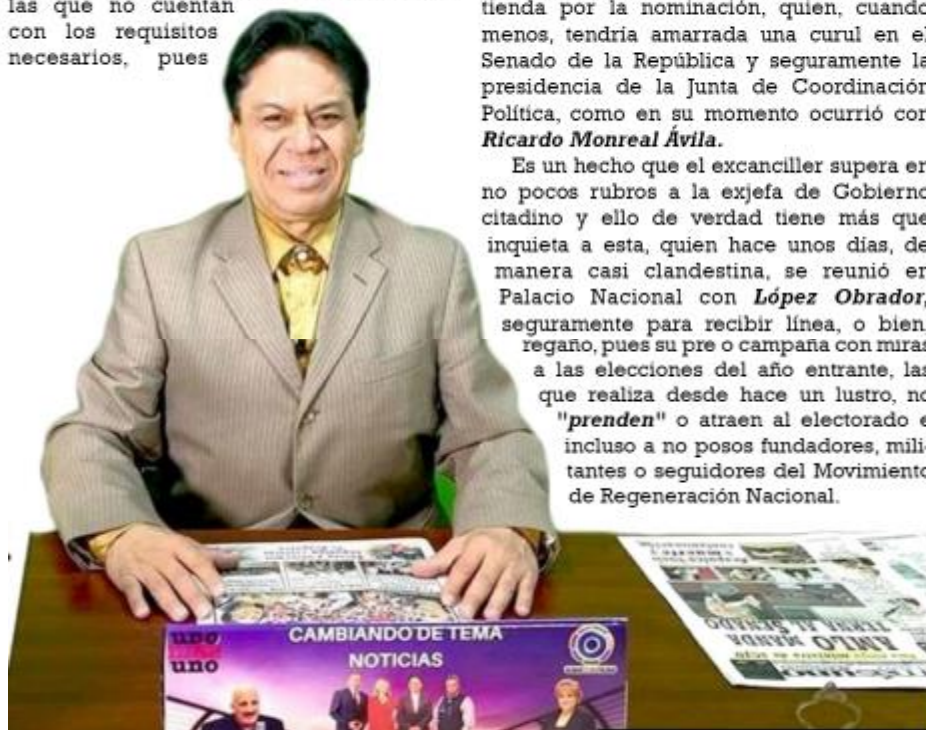 las que no cuentan
con los requisitos
necesarios, pues
tienda por la nominación, quien, cuando
menos, tendría amarrada una curul en el
Senado de la República y seguramente la
presidencia de la Junta de Coordinación
Política, como en su momento ocurrió con
Ricardo Monreal Ávila.
Es un hecho que el excanciller supera en
no pocos rubros a la exjefa de Gobierno
citadino y ello de verdad tiene más que
inquieta a esta, quien hace unos días, de
manera casi clandestina, se reunió en
Palacio Nacional con López Obrador,
seguramente para recibir línea, o bien,
regaño, pues su pre o campaña con miras
a las elecciones del año entrante, las
que realiza desde hace un lustro, no
"prenden" o atraen al electorado e
incluso a no posos fundadores, mili-
tantes o seguidores del Movimiento
de Regeneración Nacional.
uno
uno
CAMBIANDO DE TEMA
NOTICIAS
AMLO MANDA
TERNA AL SENADO